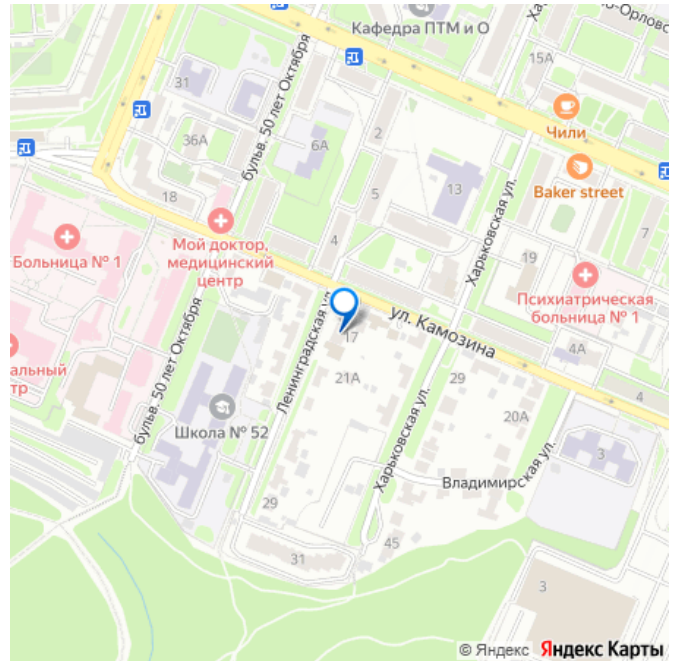 Кафедра ПТМ и О
31
бульв. 50 лет Октября
36А
6А
2
15А
Чили
Baker street
18
5
13
Харьковская ул.
7
Больница № 1
Мой доктор,
медицинский
центр
4
19
Психиатрическая
больница № 1
ул. Камозина
Ленинградская ул.
17
4А
21А
29
20А
4
бульв. 50 лет Октября
Школа № 52
Харьковская ул.
3
Владимирская ул.
29
31
45
3
© Яндекс Яндекс Карты